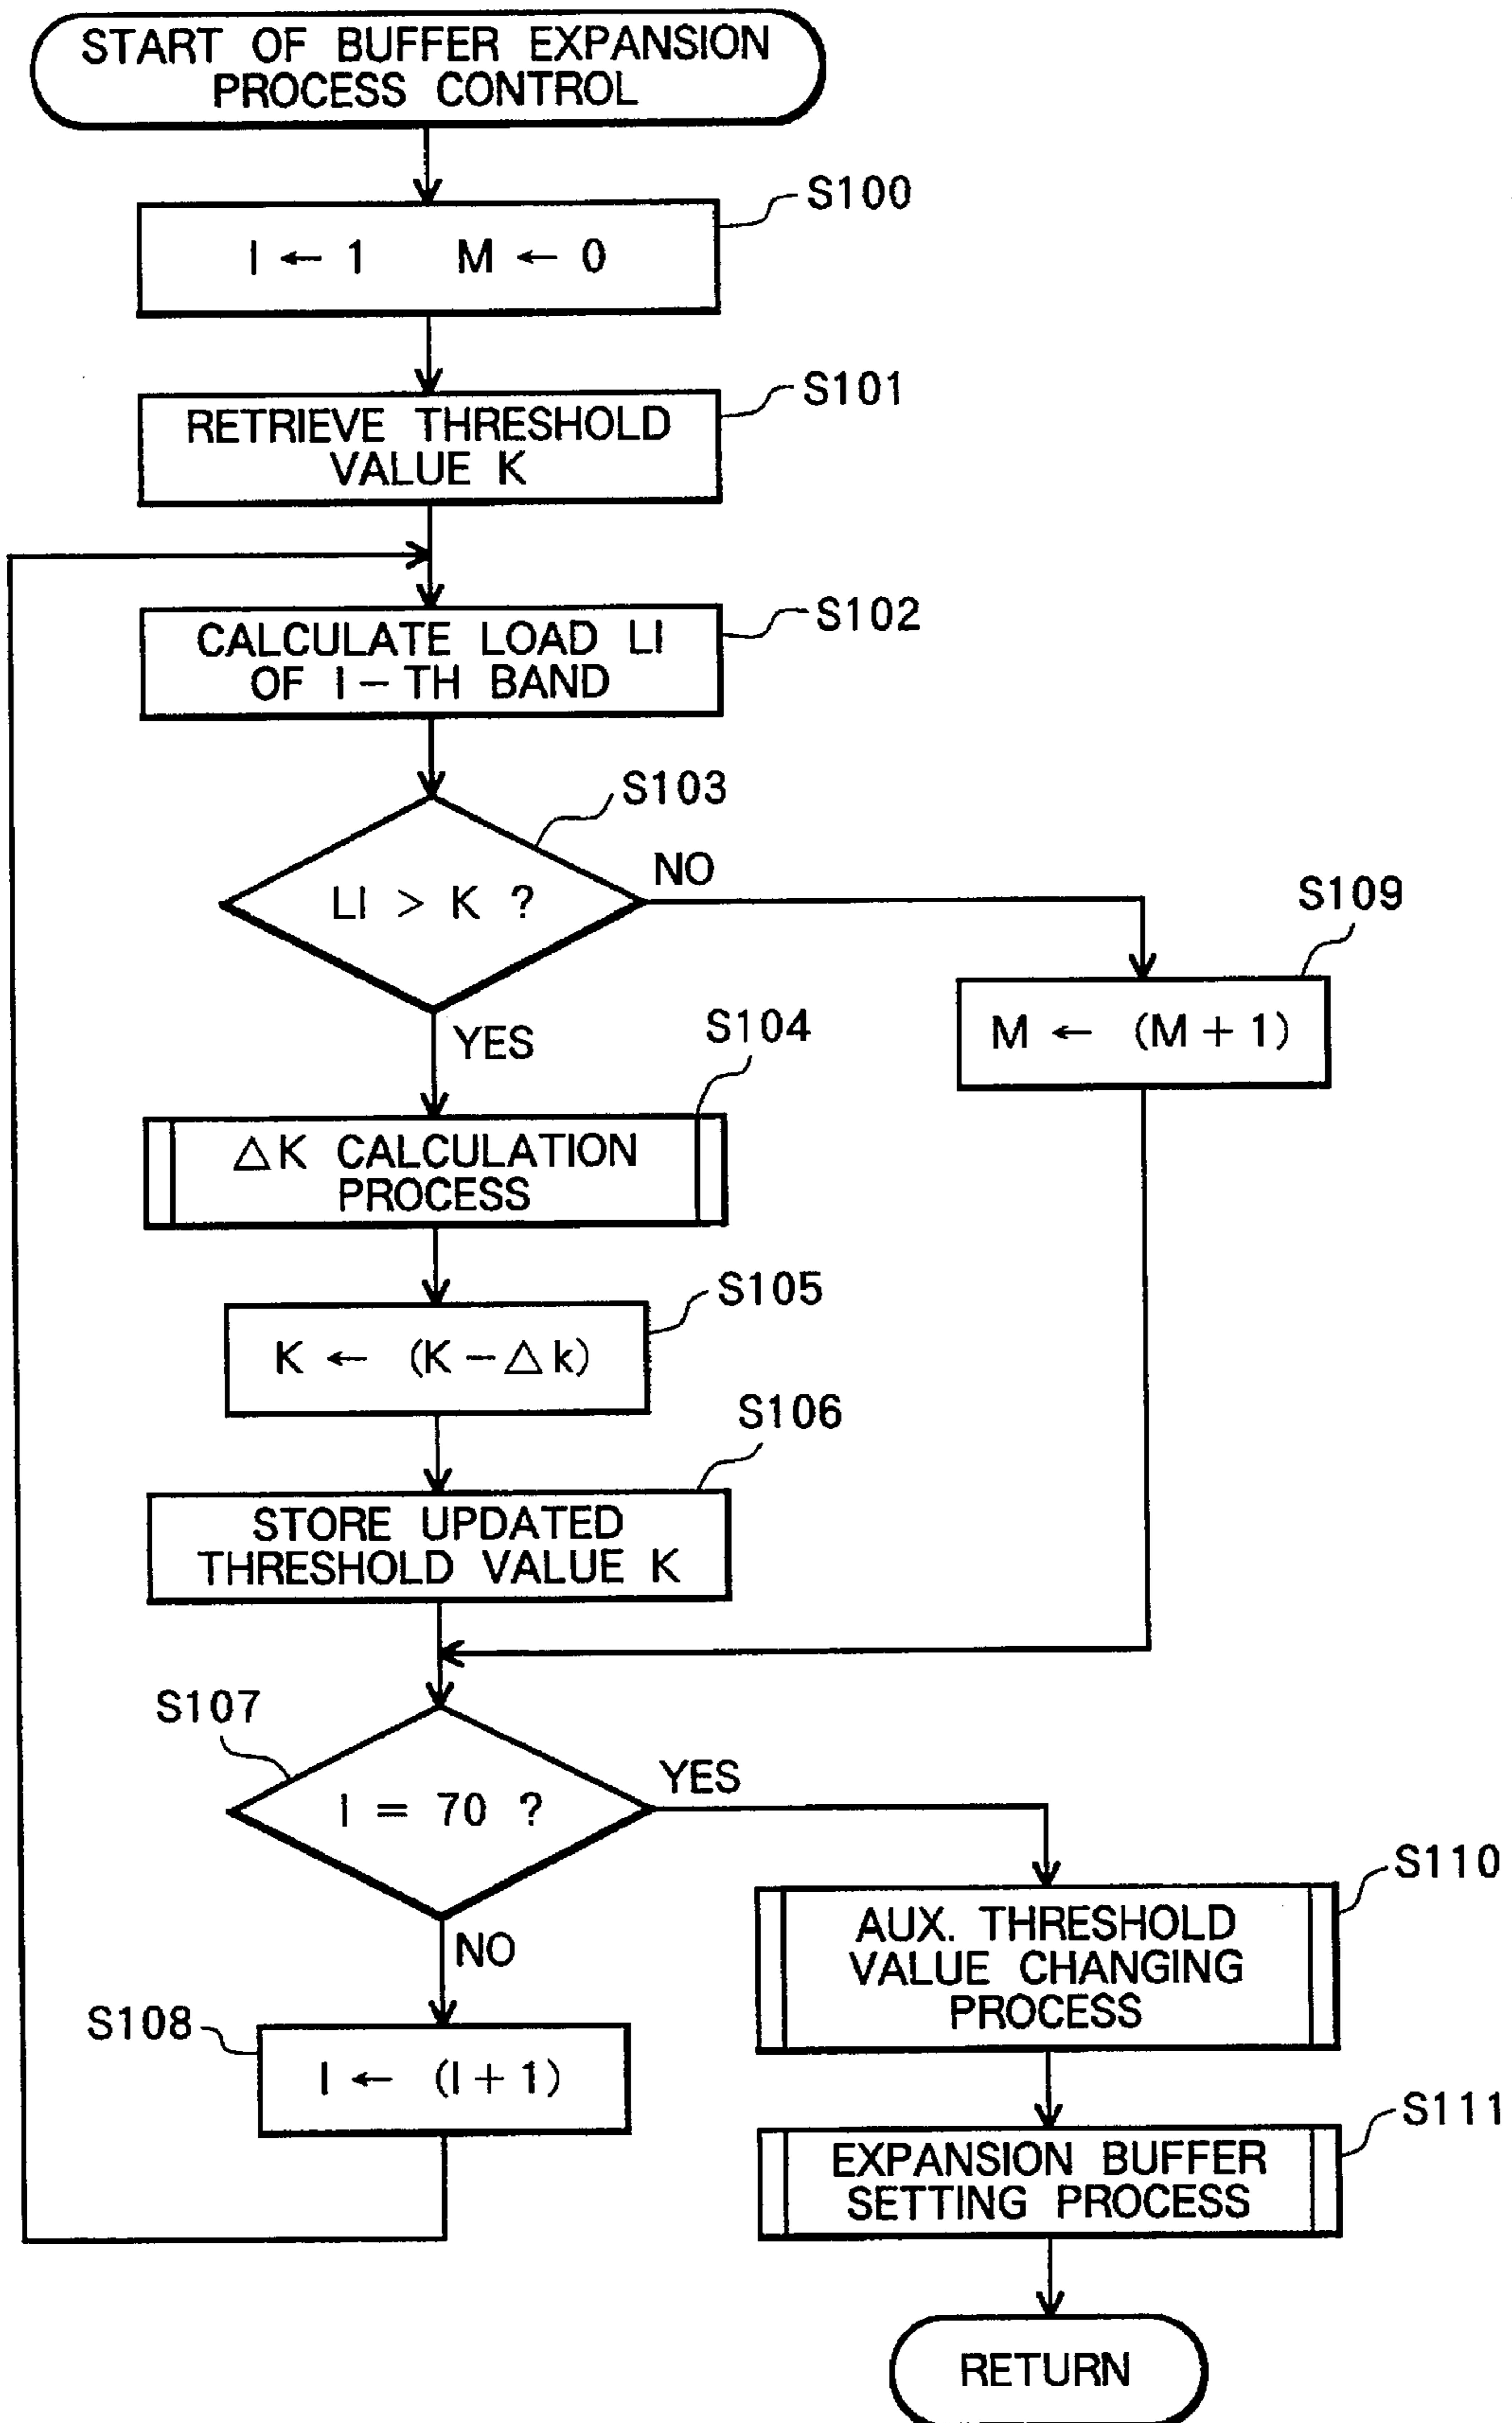 START OF BUFFER EXPANSION
PROCESS CONTROL
S100
I ← 1 M ← 0
S101
RETRIEVE THRESHOLD
VALUE K
S102
CALCULATE LOAD LI
OF I-TH BAND
S103
LI > K ?
NO
S109
M ← (M + 1)
YES
S104
△K CALCULATION
PROCESS
S105
K ← (K - △k)
S106
STORE UPDATED
THRESHOLD VALUE K
S107
I = 70 ?
YES
S110
AUX. THRESHOLD
VALUE CHANGING
PROCESS
NO
S108
I ← (I + 1)
S111
EXPANSION BUFFER
SETTING PROCESS
RETURN